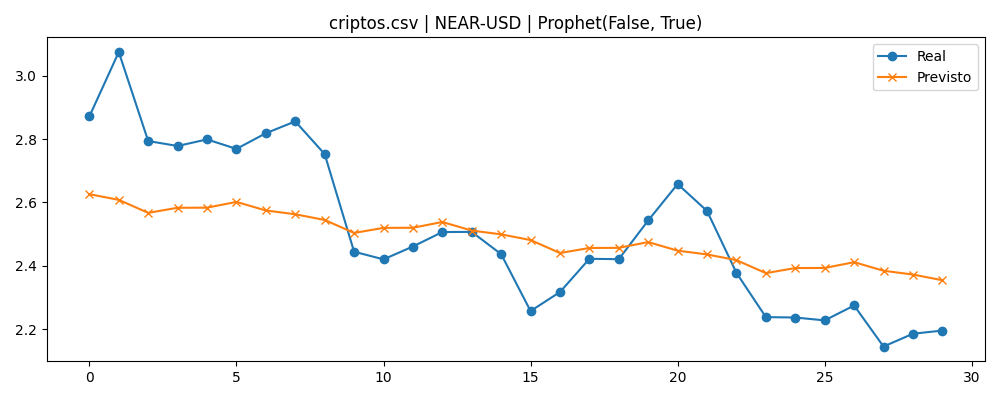 criptos.csv | NEAR-USD | Prophet(False, True)
Real
Previsto
3.0
2.8
2.6
2.4
2.2
0 5 10 15 20 25 30